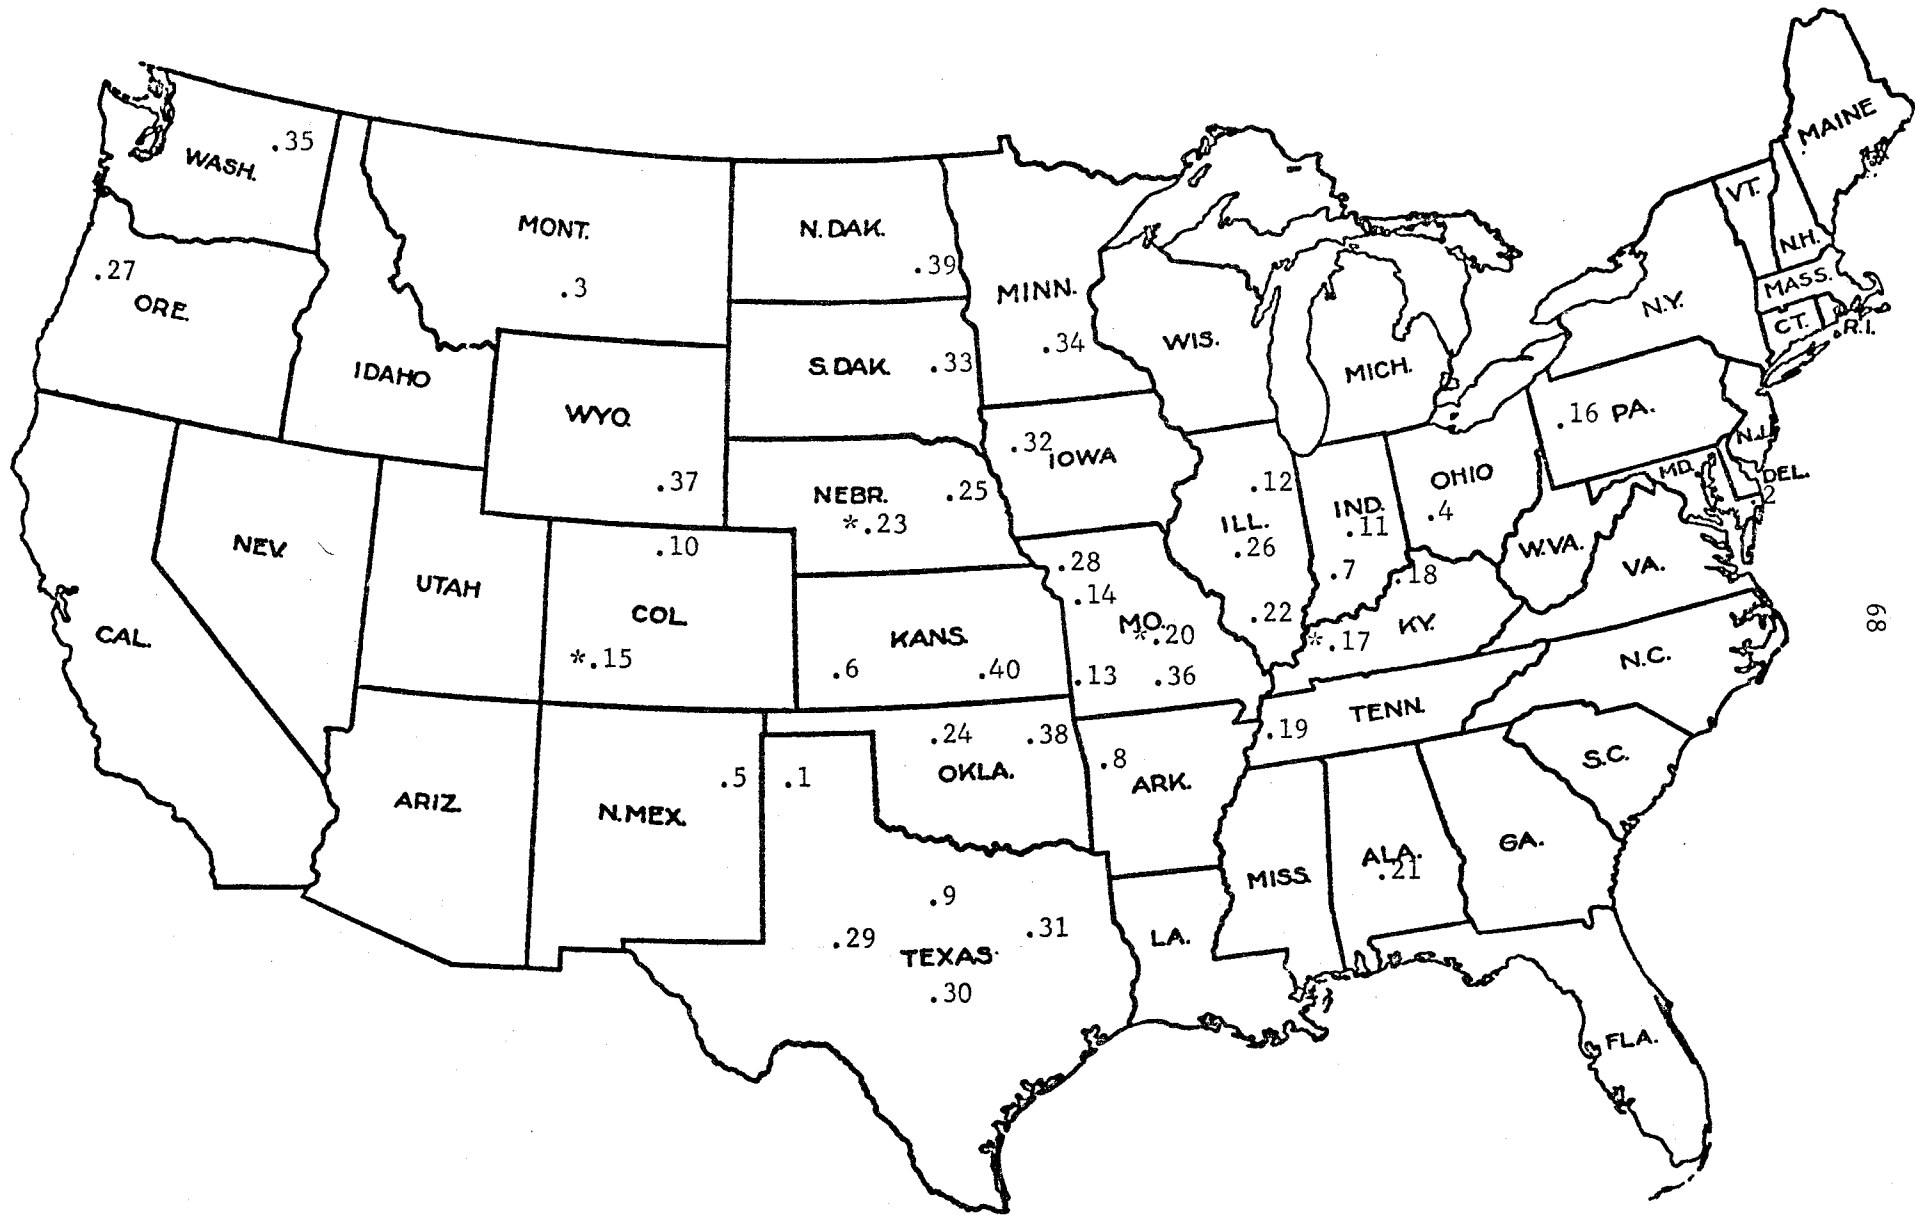 MAINE
.35
WASH.
VT.
MONT.
N.DAK.
N.H.
.27
.39
ORE.
.3
MINN.
MASS.
N.Y.
CT.
R.I.
WIS.
.34
IDAHO
S.DAK.
.33
MICH.
WYO.
.16 PA.
N.J.
.32
IOWA
MD.
DEL.
.2
.37
NEBR.
.25
*.23
.12
OHIO
.4
ILL.
IND.
.11
.26
NEV.
.10
W.VA.
VA.
.28
.7
.18
UTAH
.14
COL.
.22
68
CAL.
KANS.
MO.
*.20
*.17
KY.
*.15
.6
.40
.13
.36
N.C.
TENN.
.19
.24
.38
.8
S.C.
.5
.1
OKLA.
ARK.
ARIZ.
N.MEX.
GA.
ALA.
.21
MISS.
.9
.29
.31
LA.
TEXAS
.30
FLA.